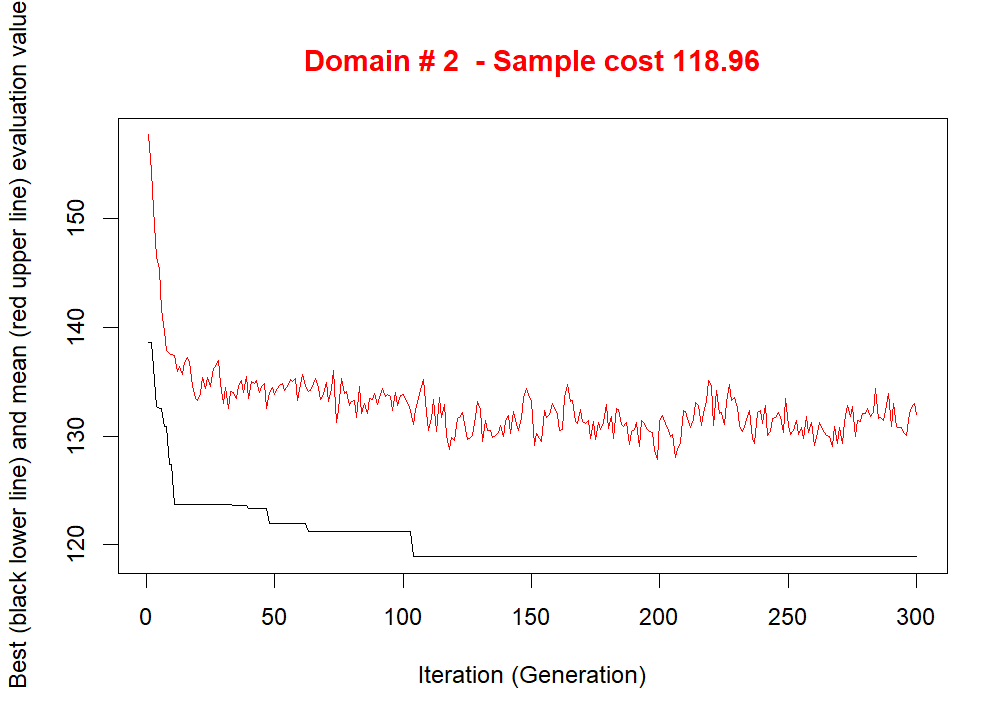 Domain # 2  - Sample cost 118.96
Best (black lower line) and mean (red upper line) evaluation value
150
140
130
120
0 50 100 150 200 250 300
Iteration (Generation)